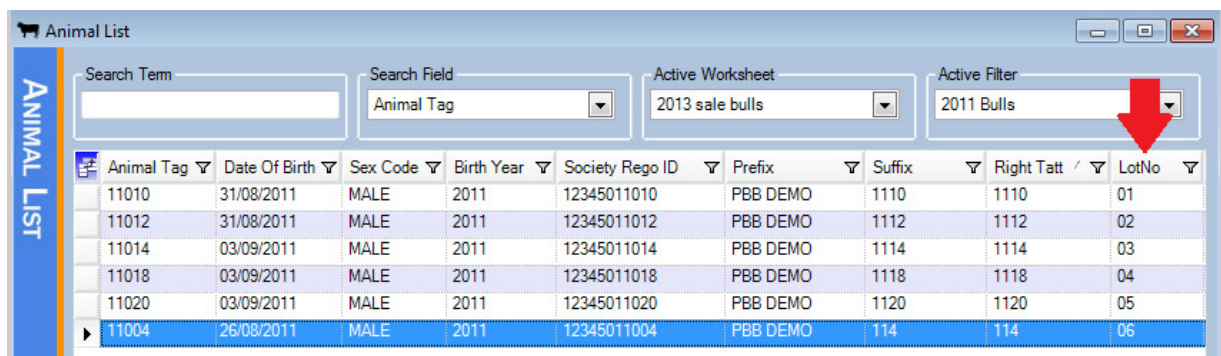 Animal List
ANIMAL LIST
Search Term Search Field Active Worksheet Active Filter
Animal Tag 2013 sale bulls 2011 Bulls
Animal Tag Date Of Birth Sex Code Birth Year Society Rego ID Prefix Suffix Right Tatt LotNo
11010 31/08/2011 MALE 2011 12345011010 PBB DEMO 1110 1110 01
11012 31/08/2011 MALE 2011 12345011012 PBB DEMO 1112 1112 02
11014 03/09/2011 MALE 2011 12345011014 PBB DEMO 1114 1114 03
11018 03/09/2011 MALE 2011 12345011018 PBB DEMO 1118 1118 04
11020 03/09/2011 MALE 2011 12345011020 PBB DEMO 1120 1120 05
11004 26/08/2011 MALE 2011 12345011004 PBB DEMO 114 114 06